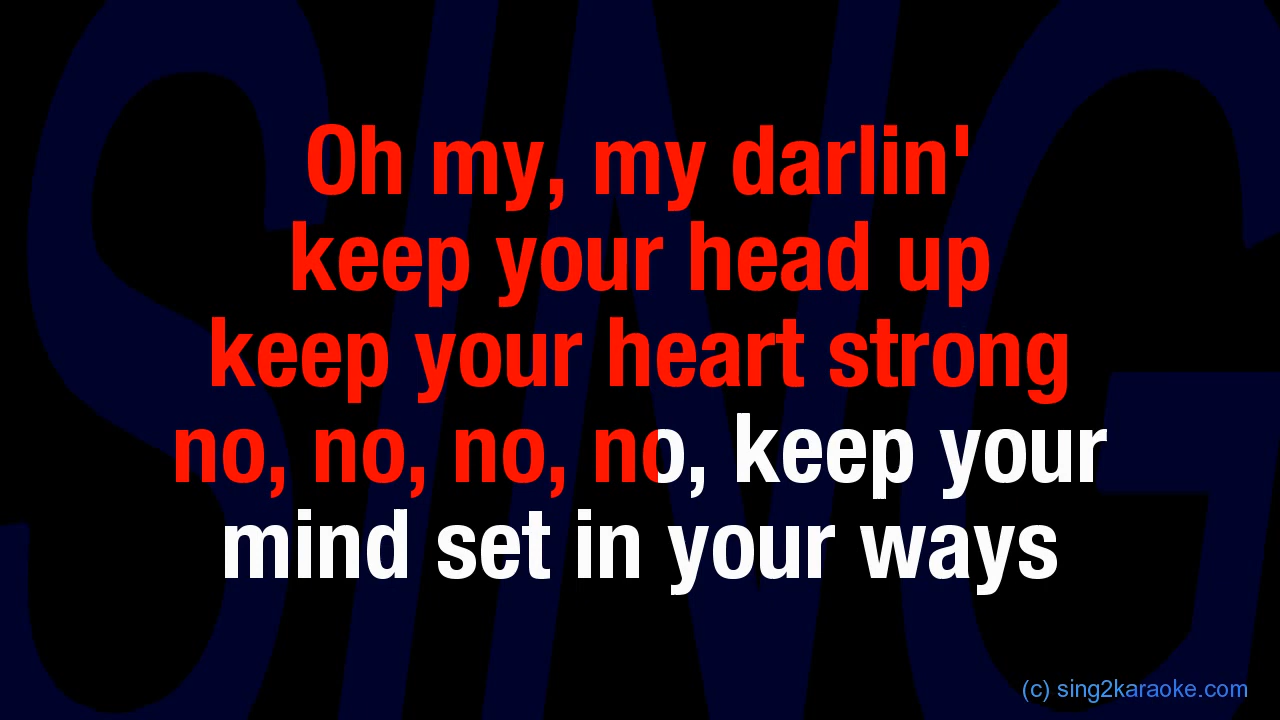 SING
Oh my, my darlin'
keep your head up
keep your heart strong
no, no, no, no, keep your
mind set in your ways
(c) sing2karaoke.com